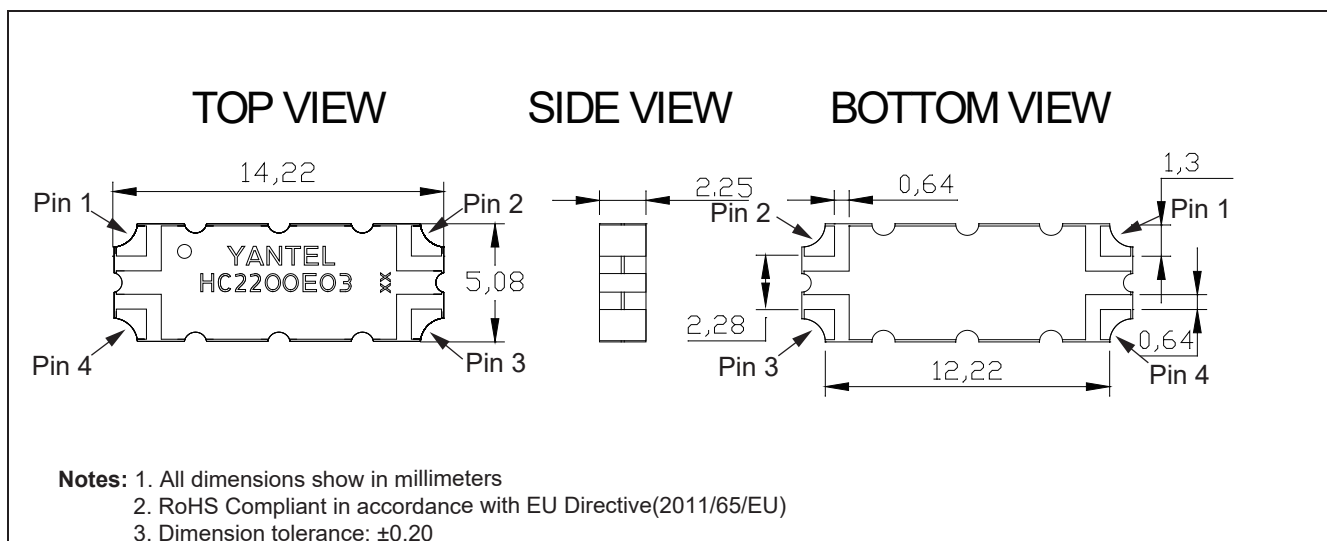 TOP VIEW
SIDE VIEW
BOTTOM VIEW
14,22
Pin 1
Pin 2
YANTEL
HC2200E03
XX
5,08
Pin 4
Pin 3
2.25
2,28
0,64
1,3
Pin 2
Pin 1
Pin 3
0,64
12,22
Pin 4
Notes: 1. All dimensions show in millimeters
2. RoHS Compliant in accordance with EU Directive(2011/65/EU)
3. Dimension tolerance: ±0.20